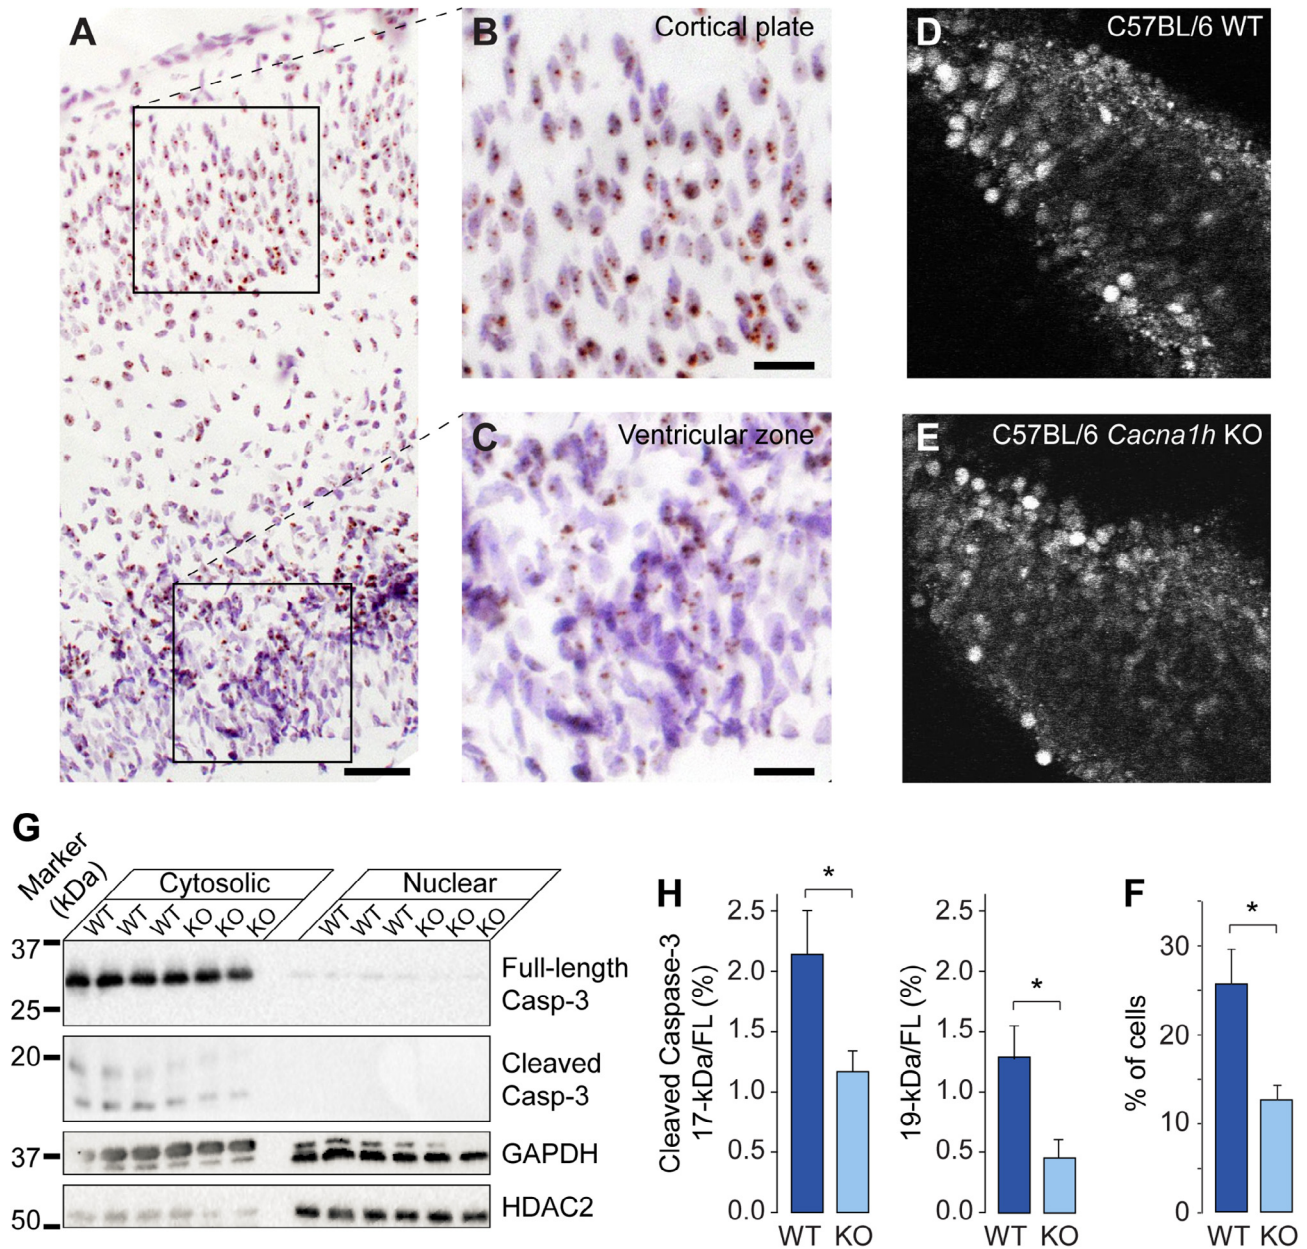 A
B
Cortical plate
D
C57BL/6 WT
C
Ventricular zone
E
C57BL/6 Cacna1h KO
G
Marker
(kDa)
Cytosolic
Nuclear
WT
WT
WT
KO
KO
KO
WT
WT
WT
KO
KO
KO
37
25
Full-length
Casp-3
20
Cleaved
Casp-3
37
GAPDH
50
HDAC2
H
Cleaved Caspase-3
17-kDa/FL (%)
2.5
2.0
1.5
1.0
0.5
0.0
*
WT KO
19-kDa/FL (%)
2.5
2.0
1.5
1.0
0.5
0.0
*
WT KO
F
% of cells
30
20
10
0
*
WT KO